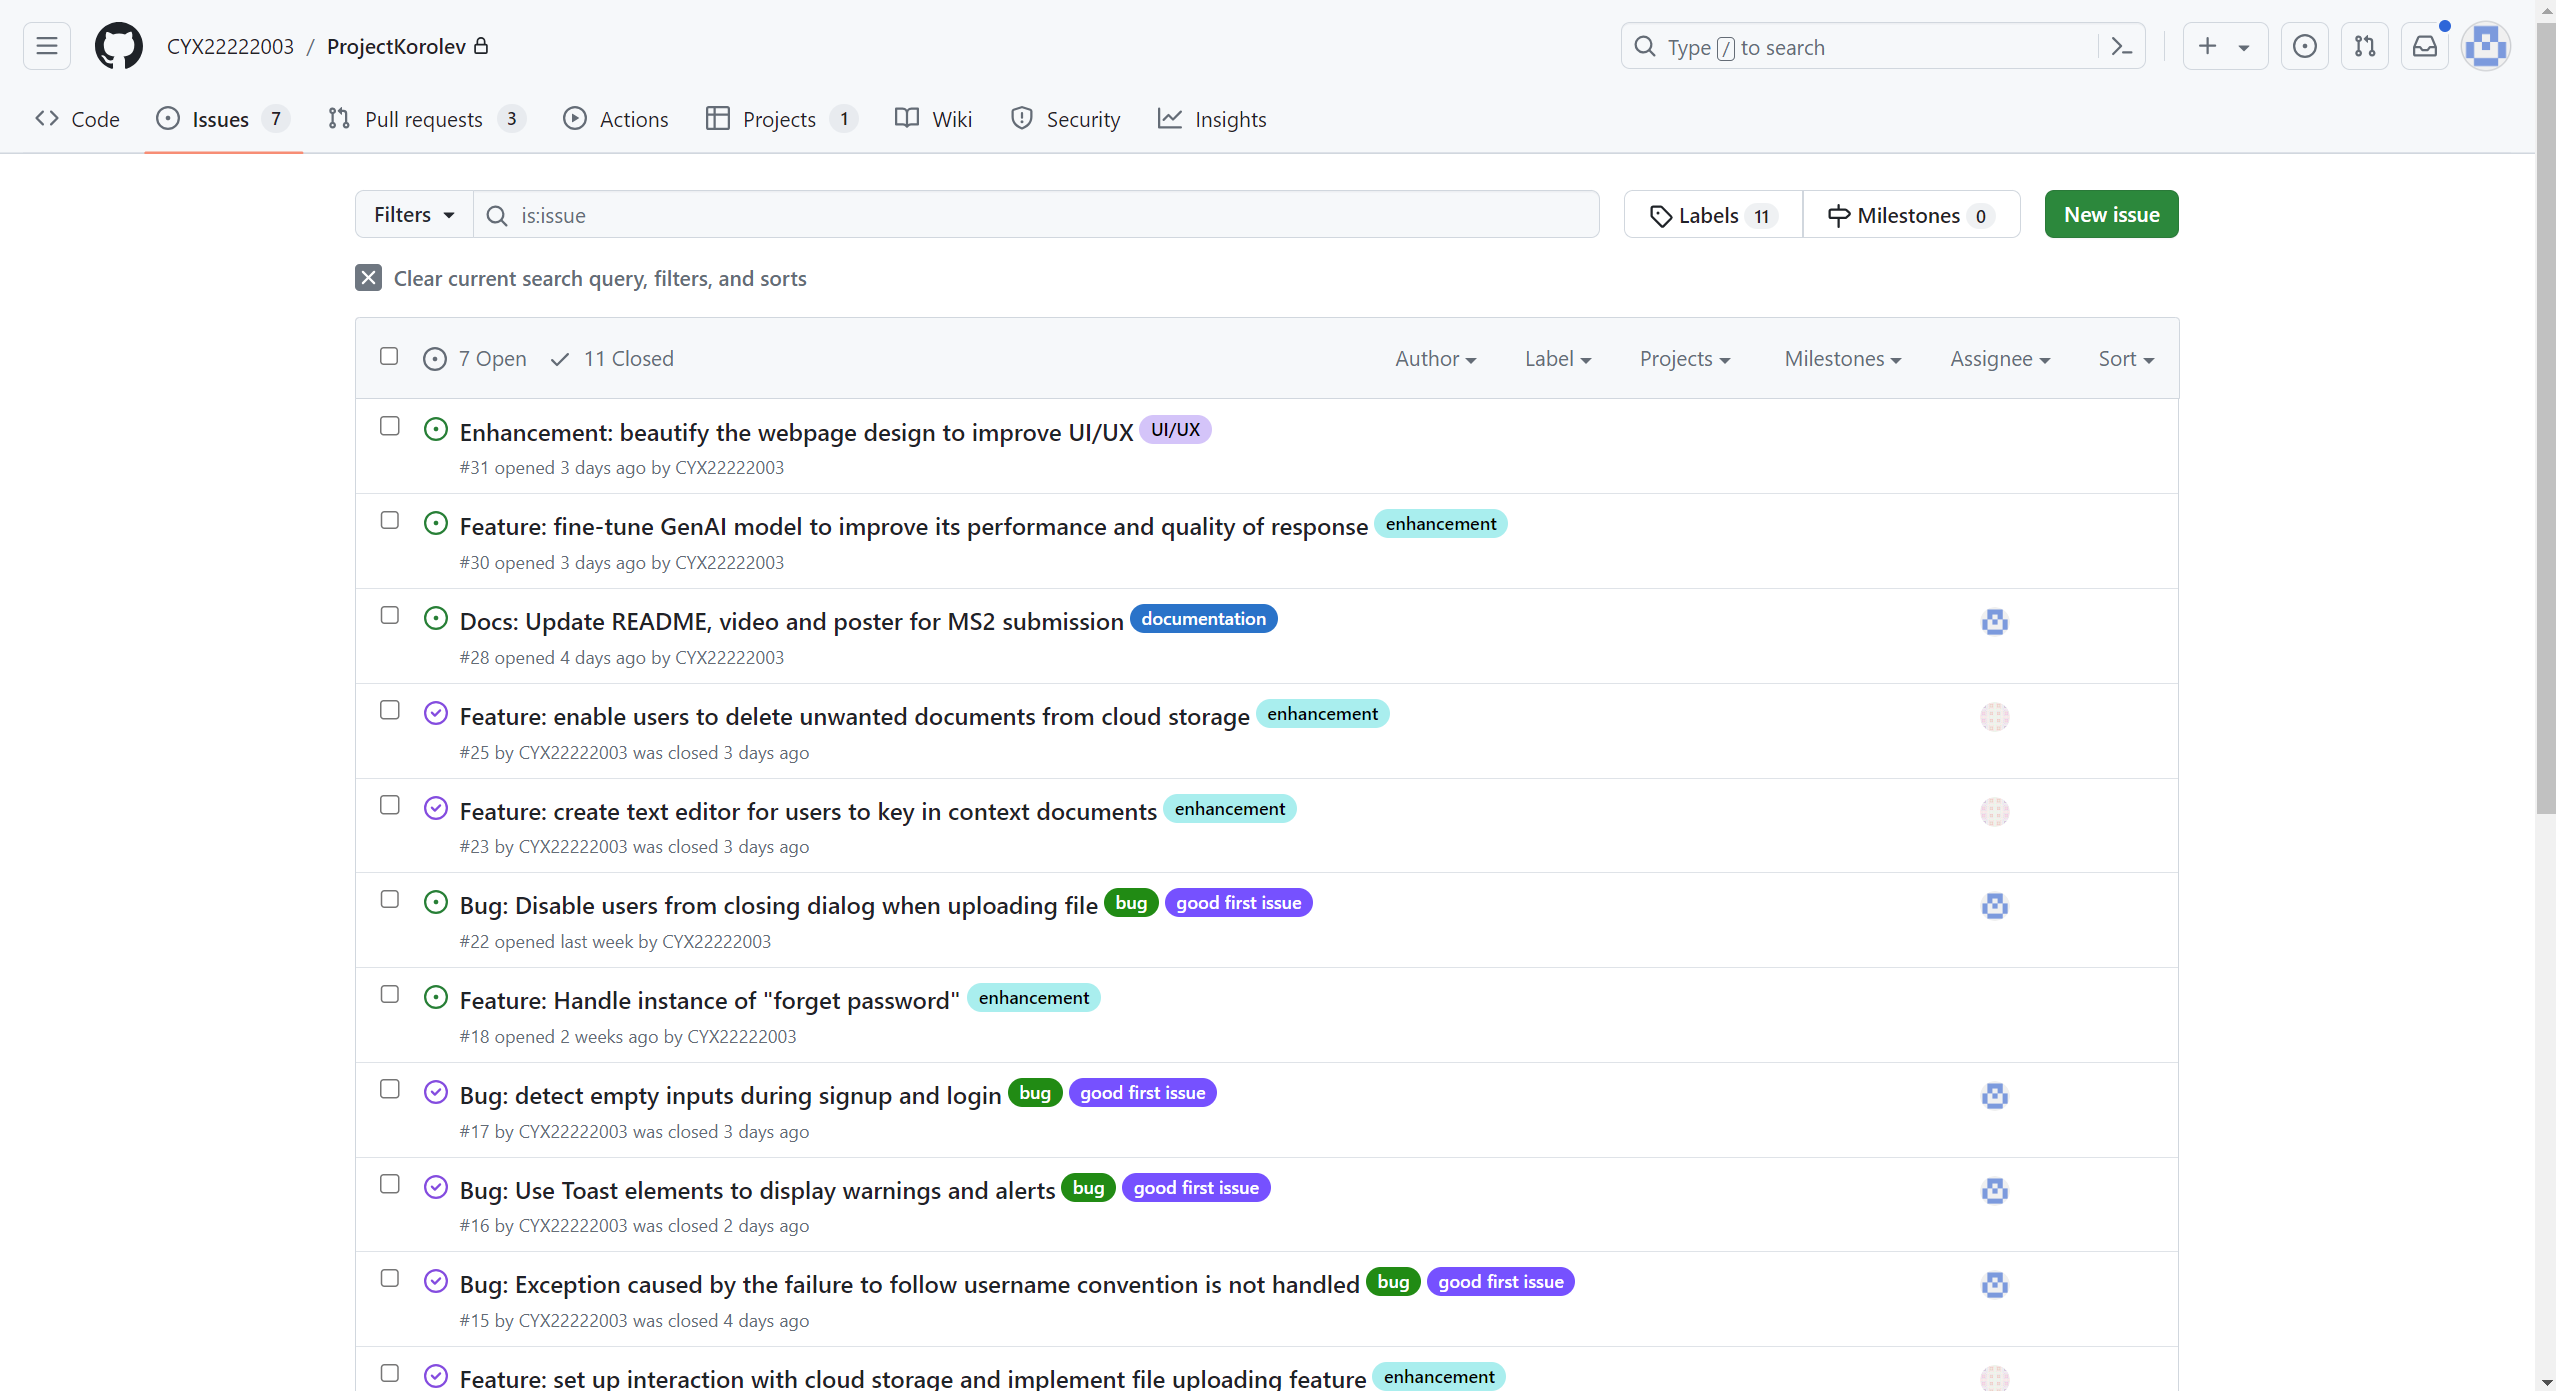 CYX22222003 / ProjectKorolev
Type / to search
Code
Issues 7
Pull requests 3
Actions
Projects 1
Wiki
Security
Insights
Filters
is:issue
Labels 11
Milestones 0
New issue
Clear current search query, filters, and sorts
7 Open
11 Closed
Author
Label
Projects
Milestones
Assignee
Sort
Enhancement: beautify the webpage design to improve UI/UX UI/UX
#31 opened 3 days ago by CYX22222003
Feature: fine-tune GenAI model to improve its performance and quality of response enhancement
#30 opened 3 days ago by CYX22222003
Docs: Update README, video and poster for MS2 submission documentation
#28 opened 4 days ago by CYX22222003
Feature: enable users to delete unwanted documents from cloud storage enhancement
#25 by CYX22222003 was closed 3 days ago
Feature: create text editor for users to key in context documents enhancement
#23 by CYX22222003 was closed 3 days ago
Bug: Disable users from closing dialog when uploading file bug good first issue
#22 opened last week by CYX22222003
Feature: Handle instance of "forget password" enhancement
#18 opened 2 weeks ago by CYX22222003
Bug: detect empty inputs during signup and login bug good first issue
#17 by CYX22222003 was closed 3 days ago
Bug: Use Toast elements to display warnings and alerts bug good first issue
#16 by CYX22222003 was closed 2 days ago
Bug: Exception caused by the failure to follow username convention is not handled bug good first issue
#15 by CYX22222003 was closed 4 days ago
Feature: set up interaction with cloud storage and implement file uploading feature enhancement